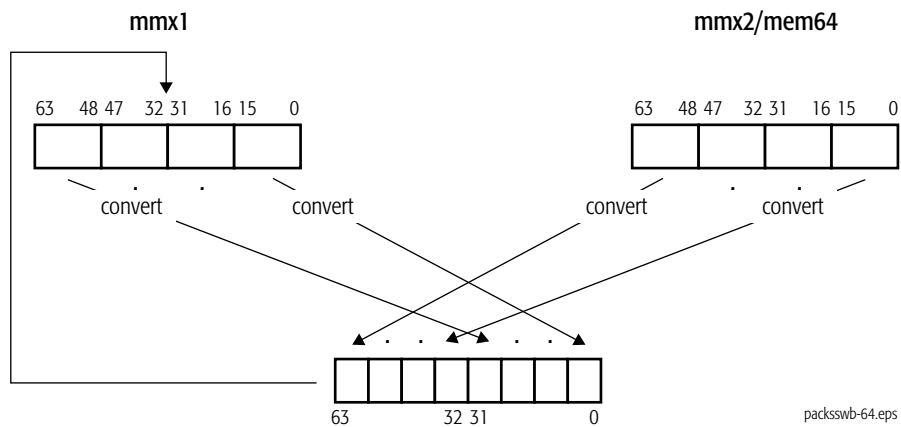 mmx1 mmx2/mem64
63 48 47 32 31 16 15 0 63 48 47 32 31 16 15 0
. . . .
convert convert convert convert
. . . .
63 32 31 0
packsswb-64.eps